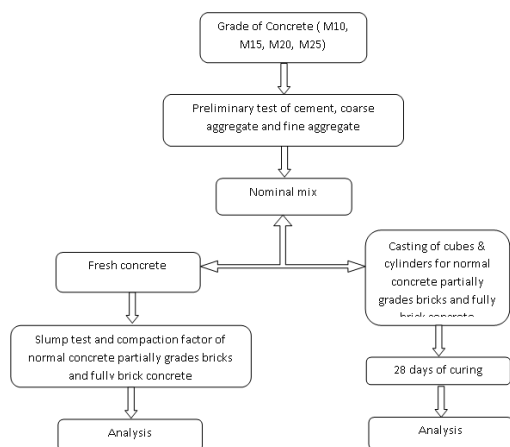 Grade of Concrete ( M10,
M15, M20, M25)
Preliminary test of cement, coarse
aggregate and fine aggregate
Nominal mix
Fresh concrete
Slump test and compaction factor of
normal concrete partially grades bricks
and fully brick concrete
Analysis
Casting of cubes &
cylinders for normal
concrete partially
grades bricks and fully
brick concrete
28 days of curing
Analysis